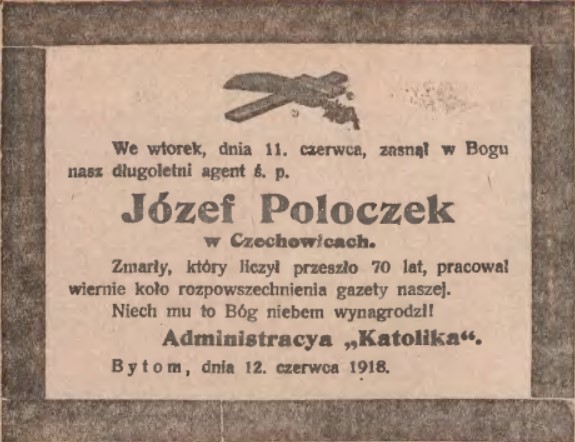 We wtorek, dnia 11. czerwca, zasnął w Bogu
nasz długoletni agent ś. p.
Józef Poloczek
w Czechowicach.
Zmarły, który liczył przeszło 70 lat, pracował
wiernie koło rozpowszechnienia gazety naszej.
Niech mu to Bóg niebem wynagrodzi!
Administracya „Katolika“.
Bytom, dnia 12. czerwca 1918.